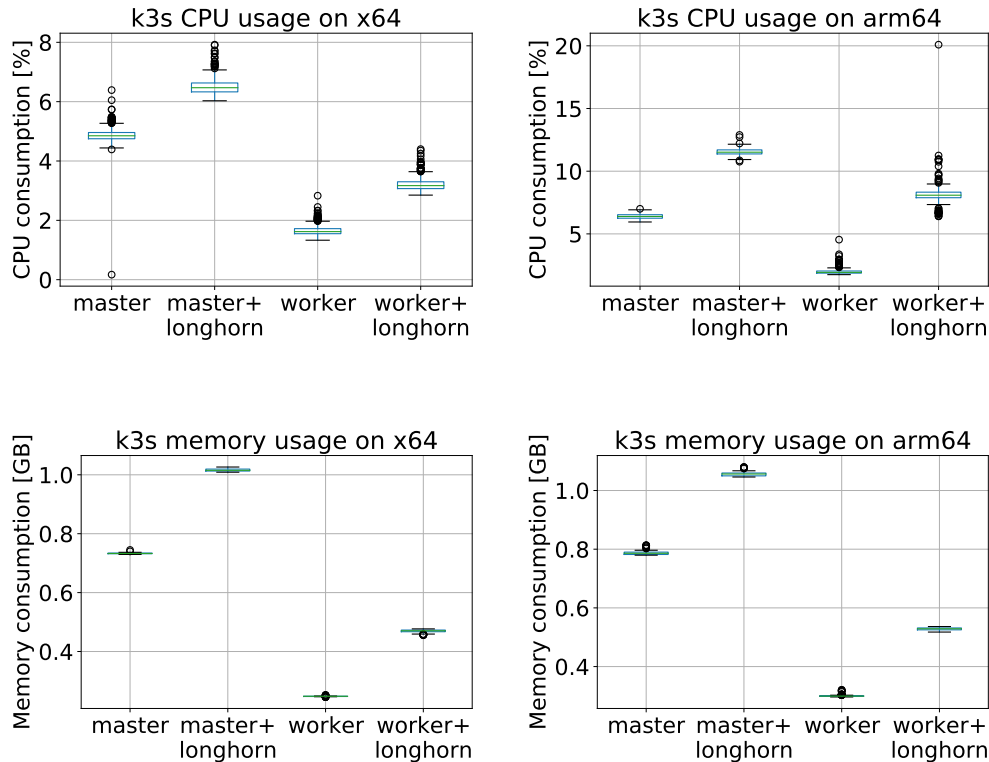 k3s CPU usage on x64
CPU consumption [%]
8
6
4
2
0
master
master+
longhorn
worker
worker+
longhorn
k3s CPU usage on arm64
CPU consumption [%]
20
15
10
5
master
master+
longhorn
worker
worker+
longhorn
k3s memory usage on x64
Memory consumption [GB]
1.0
0.8
0.6
0.4
master
master+
longhorn
worker
worker+
longhorn
k3s memory usage on arm64
Memory consumption [GB]
1.0
0.8
0.6
0.4
master
master+
longhorn
worker
worker+
longhorn